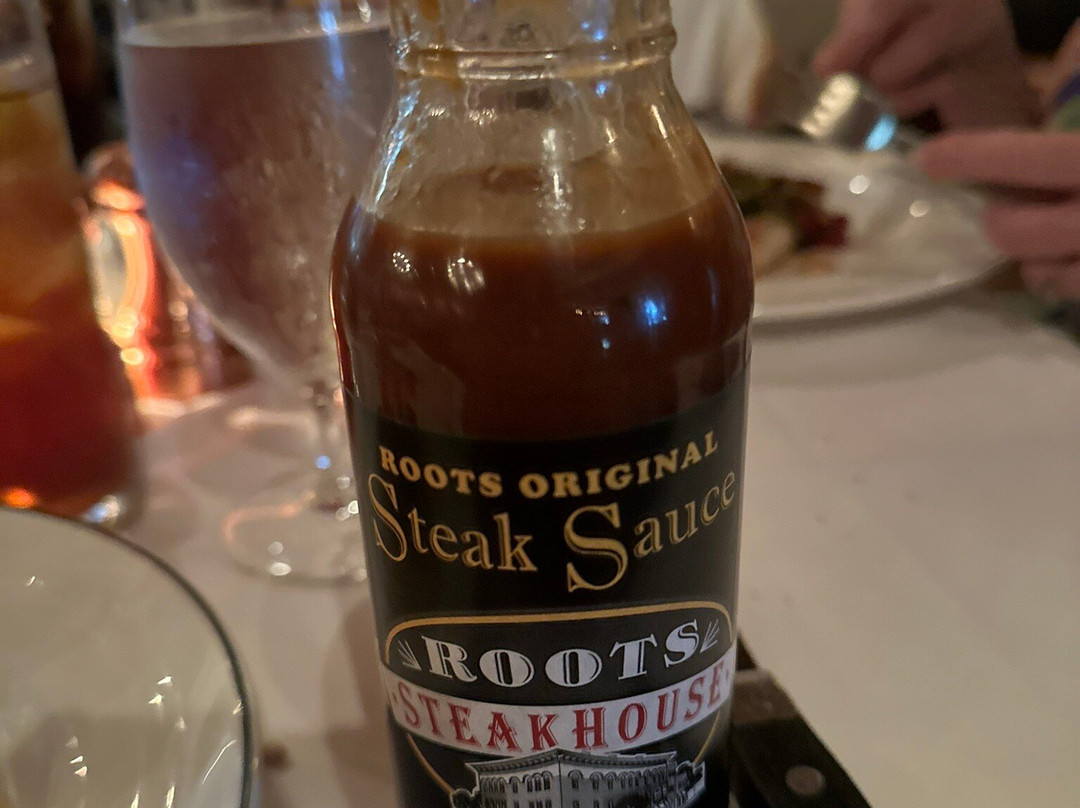 ROOTS ORIGINAL
Steak Sauce
ROOTS
STEAKHOUSE